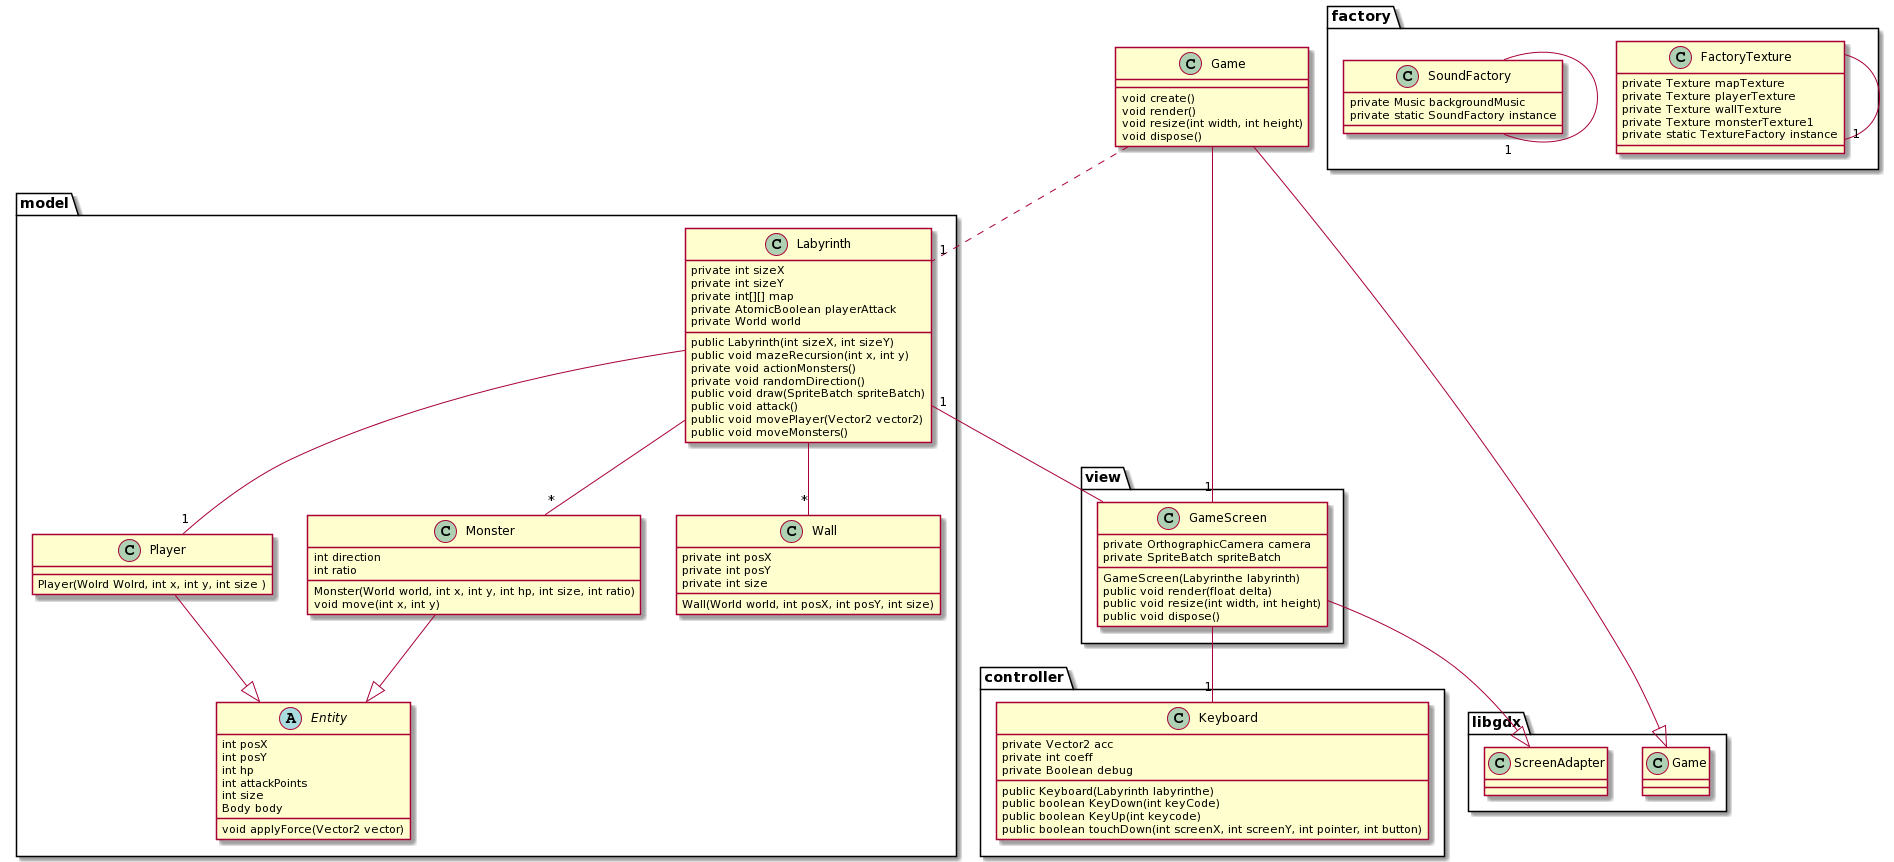 factory
C SoundFactory
private Music backgroundMusic
private static SoundFactory instance
1
C FactoryTexture
private Texture mapTexture
private Texture playerTexture
private Texture wallTexture
private Texture monsterTexture1
private static TextureFactory instance
1
C Game
void create()
void render()
void resize(int width, int height)
void dispose()
model
C Labyrinth
private int sizeX
private int sizeY
private int[][] map
private AtomicBoolean playerAttack
private World world
public Labyrinth(int sizeX, int sizeY)
public void mazeRecursion(int x, int y)
private void actionMonsters()
private void randomDirection()
public void draw(SpriteBatch spriteBatch)
public void attack()
public void movePlayer(Vector2 vector2)
public void moveMonsters()
1
1
1
*
*
C Player
Player(Wolrd Wolrd, int x, int y, int size )
C Monster
int direction
int ratio
Monster(World world, int x, int y, int hp, int size, int ratio)
void move(int x, int y)
C Wall
private int posX
private int posY
private int size
Wall(World world, int posX, int posY, int size)
A Entity
int posX
int posY
int hp
int attackPoints
int size
Body body
void applyForce(Vector2 vector)
view
1
C GameScreen
private OrthographicCamera camera
private SpriteBatch spriteBatch
GameScreen(Labyrinthe labyrinth)
public void render(float delta)
public void resize(int width, int height)
public void dispose()
controller
1
C Keyboard
private Vector2 acc
private int coeff
private Boolean debug
public Keyboard(Labyrinth labyrinthe)
public boolean KeyDown(int keyCode)
public boolean KeyUp(int keycode)
public boolean touchDown(int screenX, int screenY, int pointer, int button)
libgdx
C ScreenAdapter
C Game